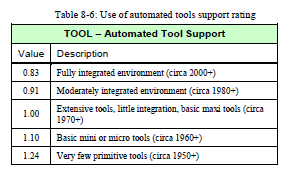 Table 8-6: Use of automated tools support rating
TOOL – Automated Tool Support
Value Description
0.83 Fully integrated environment (circa 2000+)
0.91 Moderately integrated environment (circa 1980+)
1.00 Extensive tools, little integration, basic maxi tools (circa
1970+)
1.10 Basic mini or micro tools (circa 1960+)
1.24 Very few primitive tools (circa 1950+)